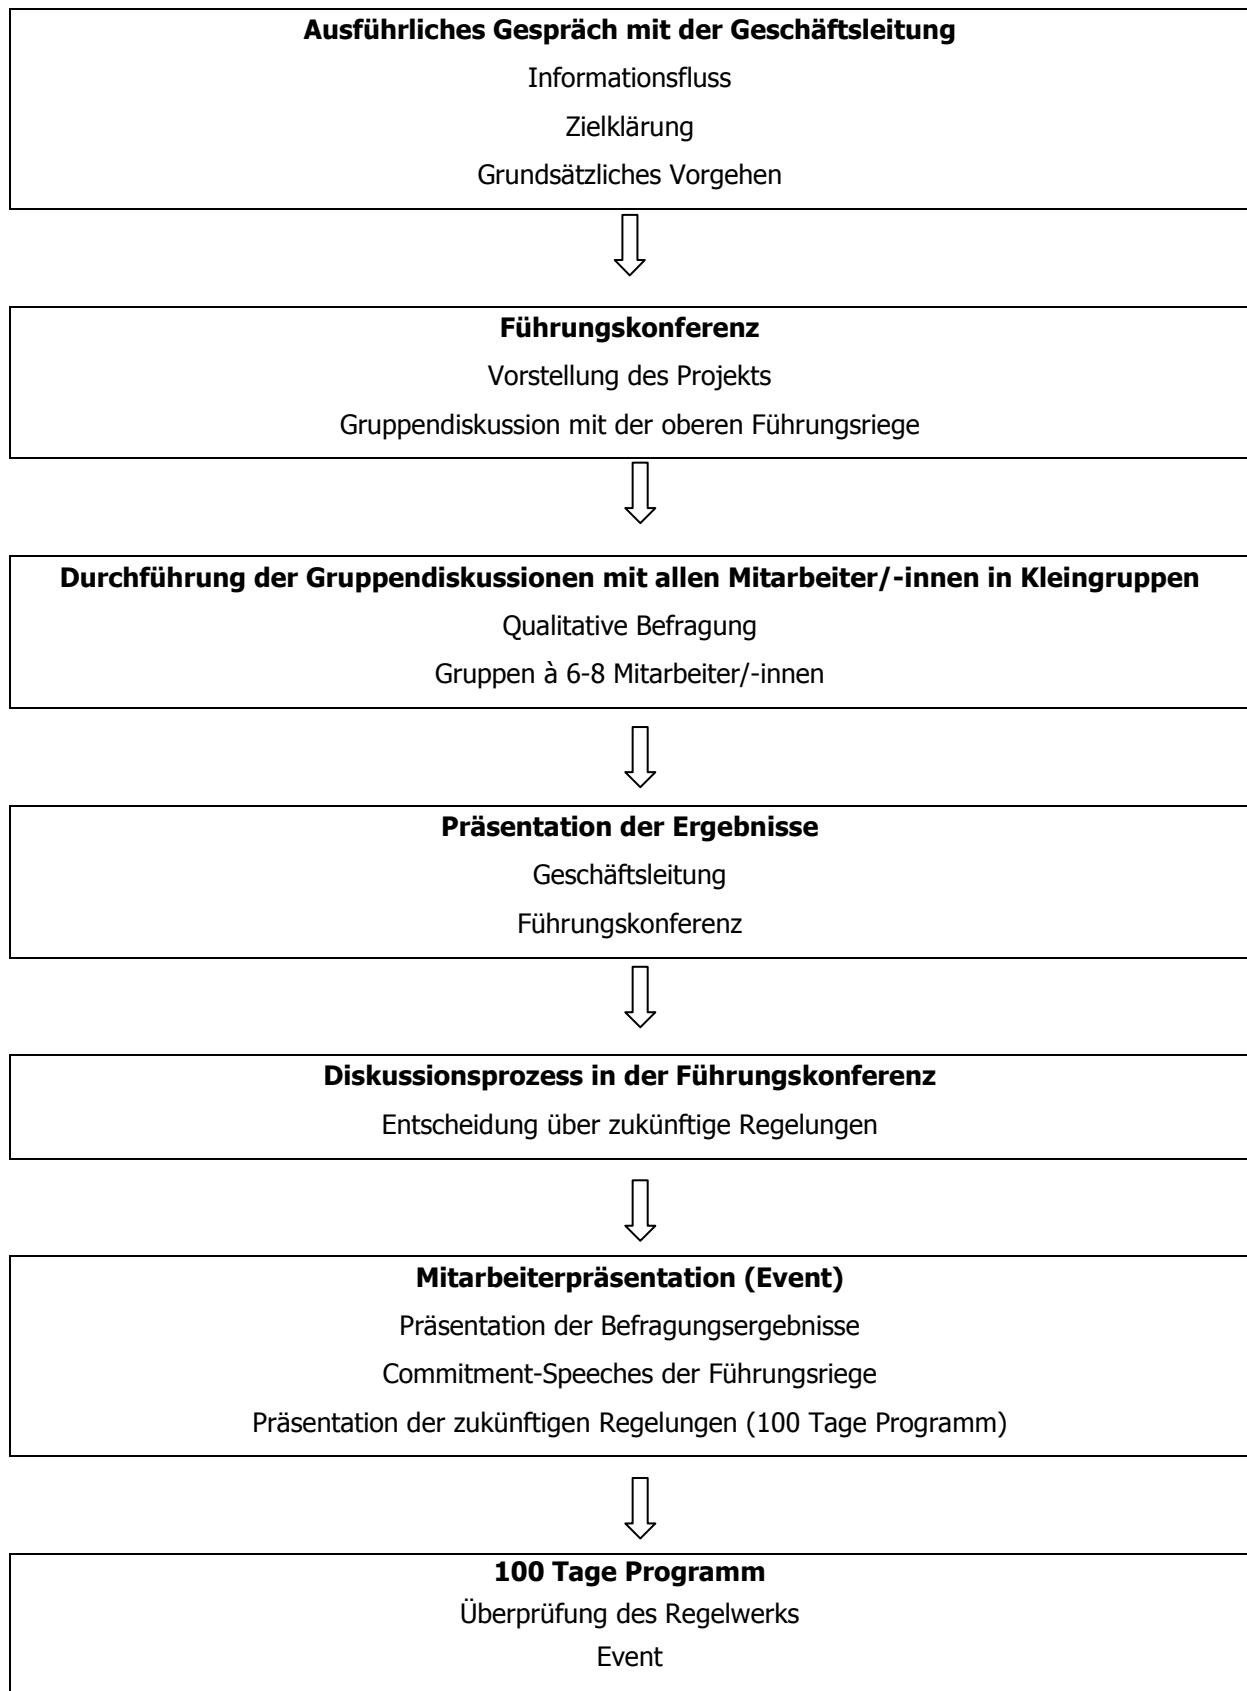 Ausführliches Gespräch mit der Geschäftsleitung
Informationsfluss
Zielklärung
Grundsätzliches Vorgehen
Führungskonferenz
Vorstellung des Projekts
Gruppendiskussion mit der oberen Führungsriege
Durchführung der Gruppendiskussionen mit allen Mitarbeiter/-innen in Kleingruppen
Qualitative Befragung
Gruppen à 6-8 Mitarbeiter/-innen
Präsentation der Ergebnisse
Geschäftsleitung
Führungskonferenz
Diskussionsprozess in der Führungskonferenz
Entscheidung über zukünftige Regelungen
Mitarbeiterpräsentation (Event)
Präsentation der Befragungsergebnisse
Commitment-Speeches der Führungsriege
Präsentation der zukünftigen Regelungen (100 Tage Programm)
100 Tage Programm
Überprüfung des Regelwerks
Event